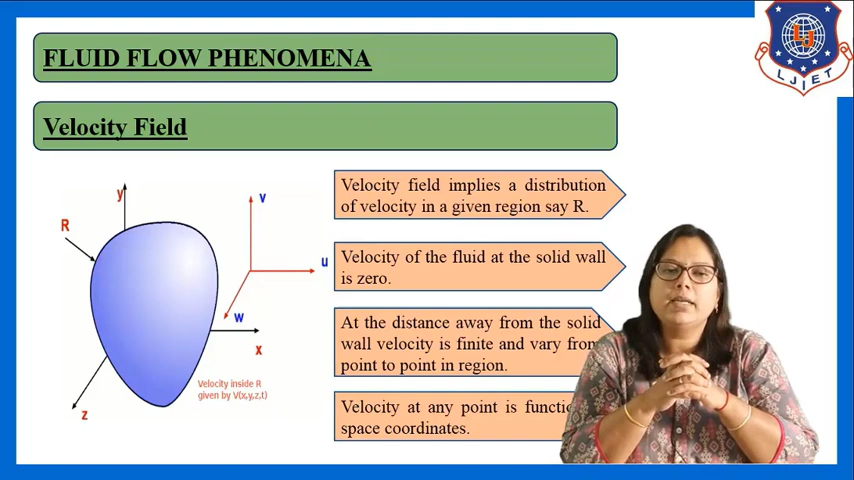 FLUID FLOW PHENOMENA
LJIET
Velocity Field
y
v
R
u
w
x
z
Velocity inside R
given by V(x,y,z,t)
Velocity field implies a distribution
of velocity in a given region say R.
Velocity of the fluid at the solid wall
is zero.
At the distance away from the solid
wall velocity is finite and vary from
point to point in region.
Velocity at any point is functio
space coordinates.